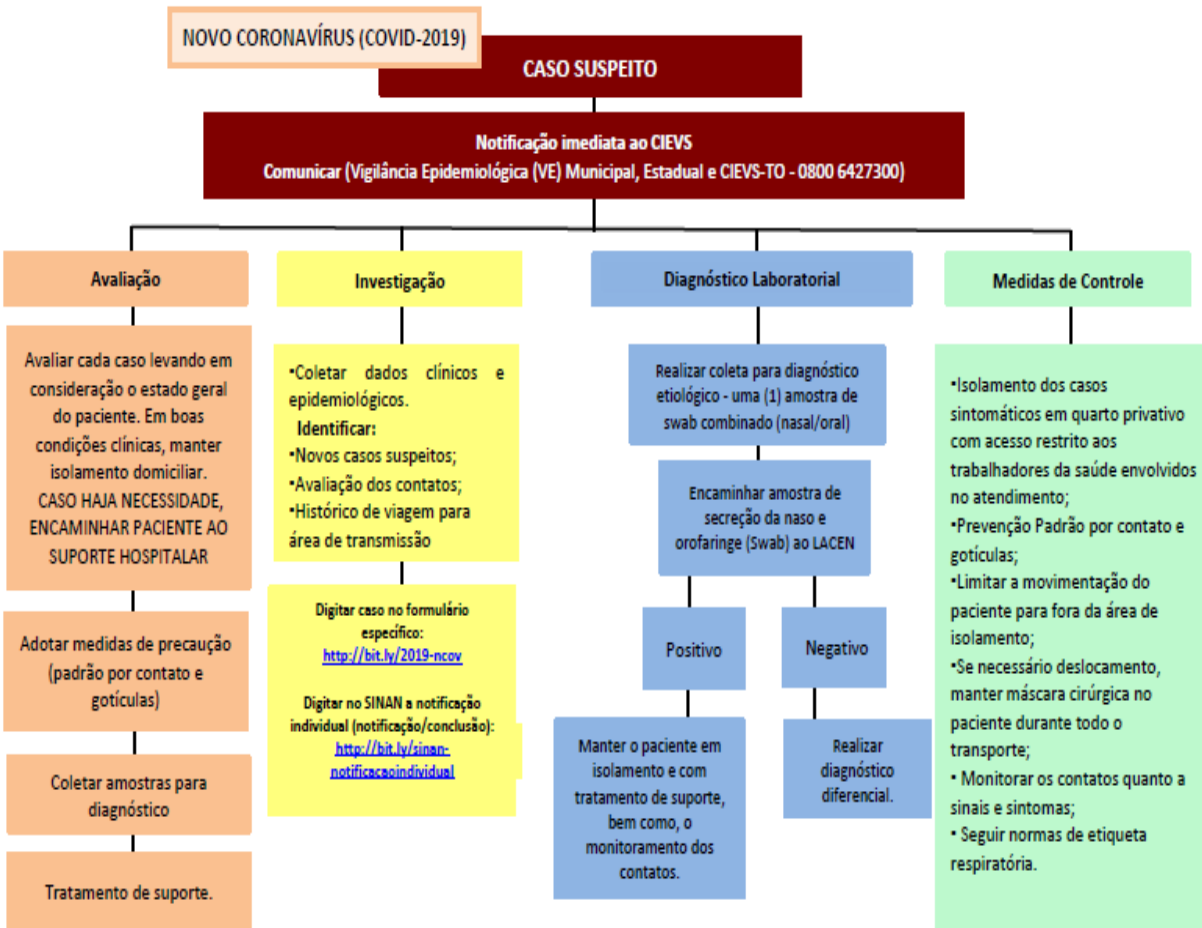 NOVO CORONAVÍRUS (COVID-2019)
CASO SUSPEITO
Notificação imediata ao CIEVS
Comunicar (Vigilância Epidemiológica (VE) Municipal, Estadual e CIEVS-TO - 0800 6427300)
Avaliação
Avaliar cada caso levando em
consideração o estado geral
do paciente. Em boas
condições clínicas, manter
isolamento domiciliar.
CASO HAJA NECESSIDADE,
ENCAMINHAR PACIENTE AO
SUPORTE HOSPITALAR
Adotar medidas de precaução
(padrão por contato e
gotículas)
Coletar amostras para
diagnóstico
Tratamento de suporte.
Investigação
•Coletar dados clínicos e
epidemiológicos.
Identificar:
•Novos casos suspeitos;
•Avaliação dos contatos;
•Histórico de viagem para
área de transmissão
Digitar caso no formulário
específico:
http://bit.ly/2019-ncov
Digitar no SINAN a notificação
individual (notificação/conclusão):
http://bit.ly/sinan-
notificacaoindividual
Diagnóstico Laboratorial
Realizar coleta para diagnóstico
etiológico - uma (1) amostra de
swab combinado (nasal/oral)
Encaminhar amostra de
secreção da naso e
orofaringe (Swab) ao LACEN
Positivo
Manter o paciente em
isolamento e com
tratamento de suporte,
bem como, o
monitoramento dos
contatos.
Negativo
Realizar
diagnóstico
diferencial.
Medidas de Controle
•Isolamento dos casos
sintomáticos em quarto privativo
com acesso restrito aos
trabalhadores da saúde envolvidos
no atendimento;
•Prevenção Padrão por contato e
gotículas;
•Limitar a movimentação do
paciente para fora da área de
isolamento;
•Se necessário deslocamento,
manter máscara cirúrgica no
paciente durante todo o
transporte;
• Monitorar os contatos quanto a
sinais e sintomas;
• Seguir normas de etiqueta
respiratória.